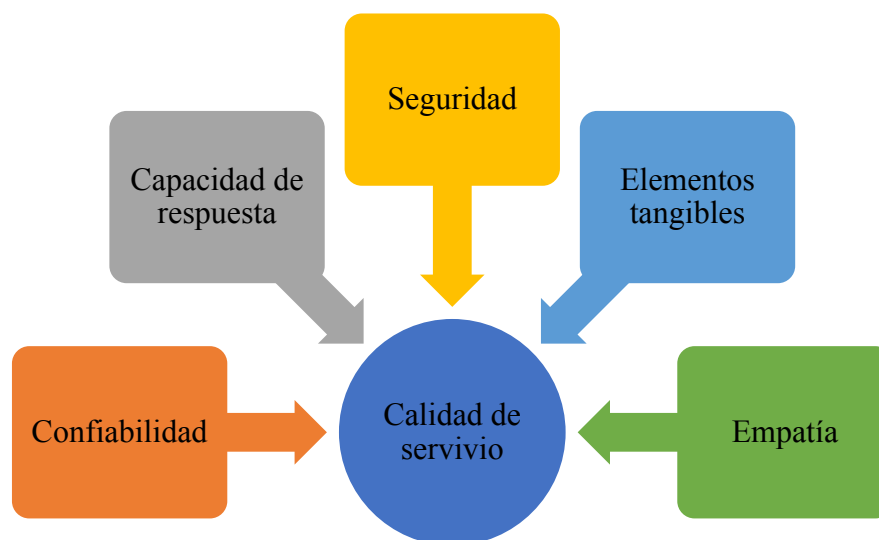 Seguridad
Capacidad de
respuesta
Elementos
tangibles
Confiabilidad
Calidad de
servivio
Empatía